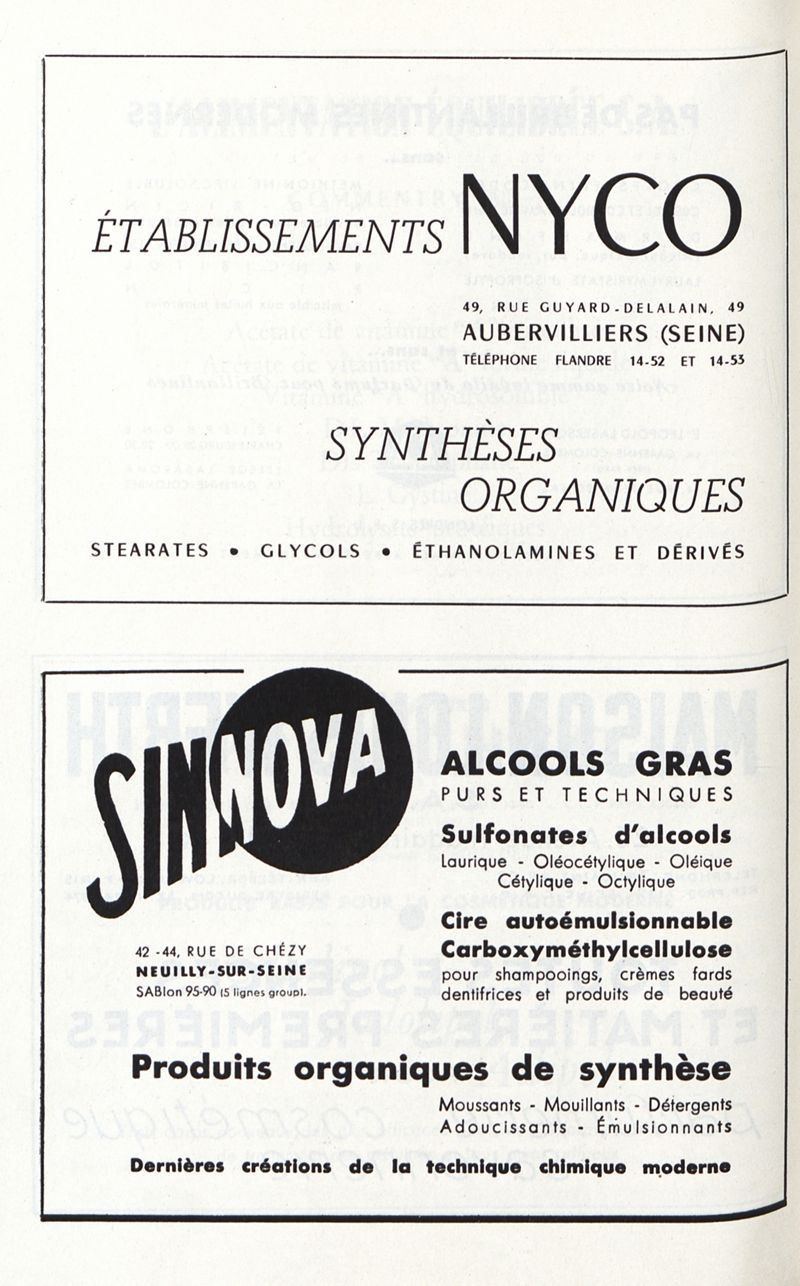 ÉTABLISSEMENTS NYCO
49, RUE GUYARD-DELALAIN, 49
AUBERVILLIERS (SEINE)
TÉLÉPHONE FLANDRE 14-52 ET 14-53
SYNTHÈSES
ORGANIQUES
STEARATES • GLYCOLS • ÉTHANOLAMINES ET DÉRIVÉS
SINNOVA
ALCOOLS GRAS
PURS ET TECHNIQUES
Sulfonates d'alcools
Laurique - Oléocétylique - Oléique
Cétylique - Octylique
Cire autoémulsionnable
Carboxyméthylcellulose
pour shampooings, crèmes fards
dentifrices et produits de beauté
42 -44, RUE DE CHÉZY
NEUILLY-SUR-SEINE
SABlon 95-90 (5 lignes groupl.
Produits organiques de synthèse
Moussants - Mouillants - Détergents
Adoucissants - Émulsionnants
Dernières créations de la technique chimique moderne